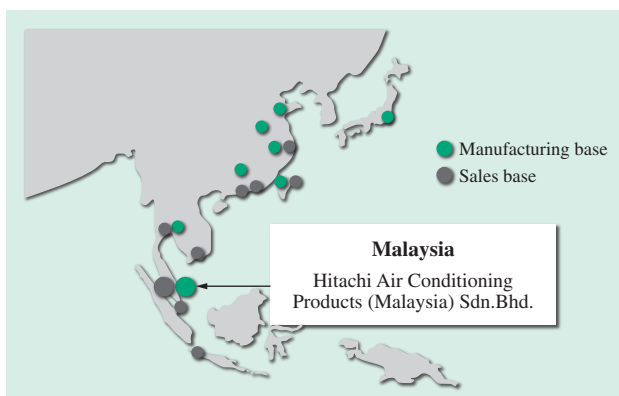 Manufacturing base
Sales base
Malaysia
Hitachi Air Conditioning
Products (Malaysia) Sdn.Bhd.